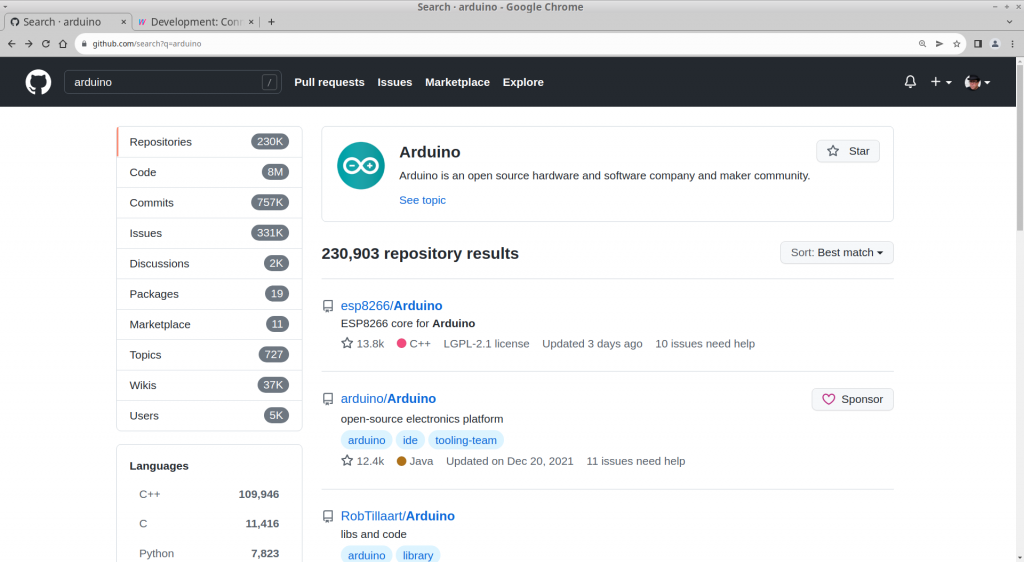 Search · arduino - Google Chrome
Search · arduino
Development: Conn
github.com/search?q=arduino
arduino
/
Pull requests
Issues
Marketplace
Explore
Repositories 230K
Code 8M
Commits 757K
Issues 331K
Discussions 2K
Packages 19
Marketplace 11
Topics 727
Wikis 37K
Users 5K
Languages
C++ 109,946
C 11,416
Python 7,823
Arduino
Star
Arduino is an open source hardware and software company and maker community.
See topic
230,903 repository results
Sort: Best match
esp8266/Arduino
ESP8266 core for Arduino
13.8k C++ LGPL-2.1 license Updated 3 days ago 10 issues need help
arduino/Arduino
Sponsor
open-source electronics platform
arduino ide tooling-team
12.4k Java Updated on Dec 20, 2021 11 issues need help
RobTillaart/Arduino
libs and code
arduino library